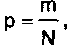 p = m/N,